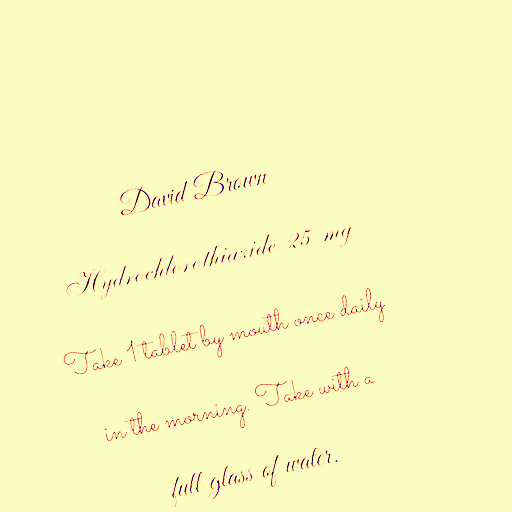 David Brown
Hydrochlorothiazide 25 mg
Take 1 tablet by mouth once daily
in the morning. Take with a
full glass of water.